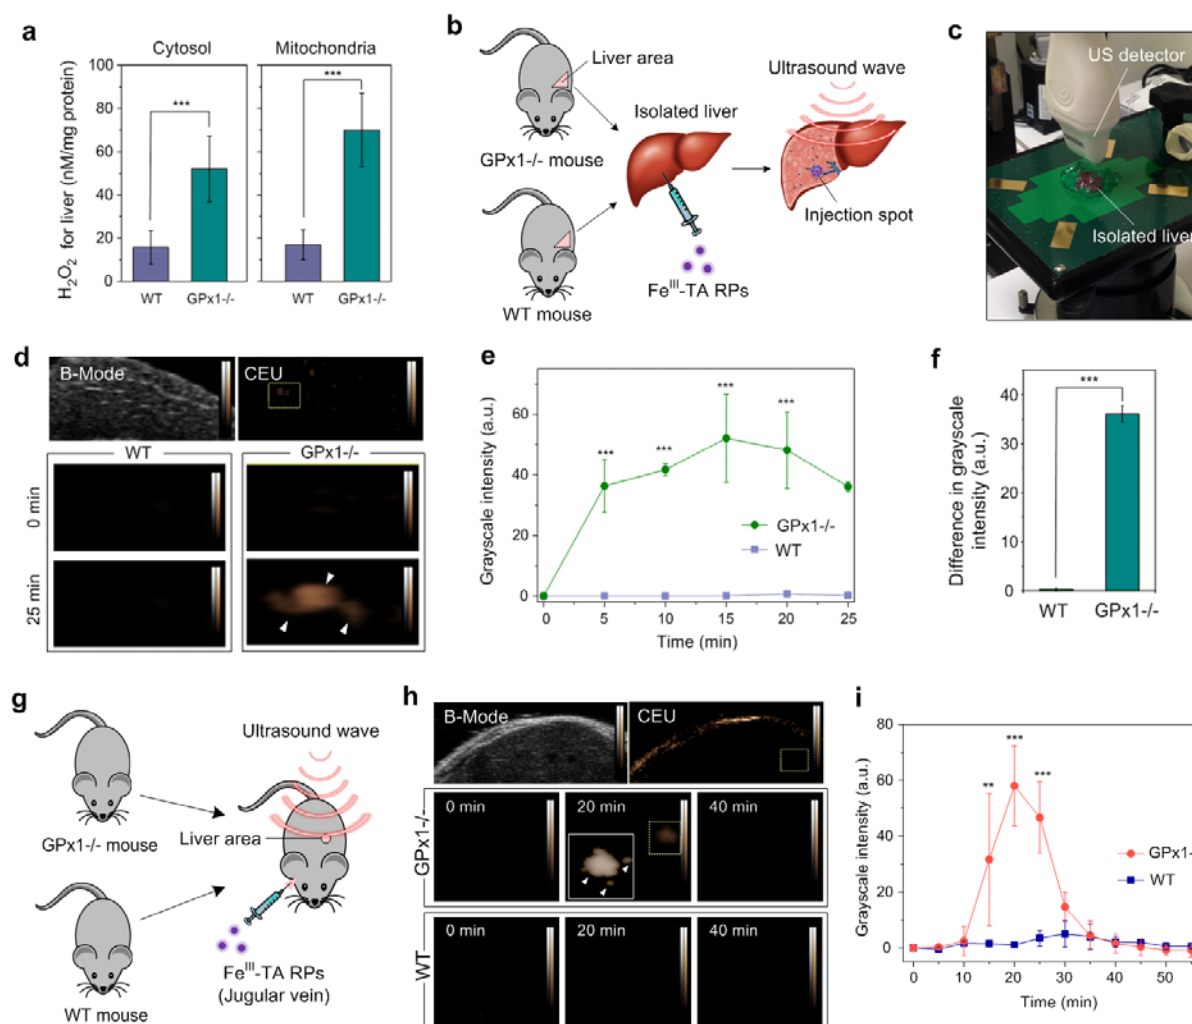 a
Cytosol
Mitochondria
H₂O₂ for liver (nM/mg protein)
100
80
60
40
20
0
***
***
WT
GPx1-/-
WT
GPx1-/-
b
Liver area
GPx1-/- mouse
WT mouse
Isolated liver
Feᴵᴵᴵ-TA RPs
Ultrasound wave
Injection spot
c
US detector
Isolated liver
d
B-Mode
CEU
WT
GPx1-/-
0 min
25 min
e
Grayscale intensity (a.u.)
60
40
20
0
***
***
***
***
GPx1-/-
WT
0
5
10
15
20
25
Time (min)
f
Difference in grayscale
intensity (a.u.)
40
30
20
10
0
***
WT
GPx1-/-
g
GPx1-/- mouse
WT mouse
Ultrasound wave
Liver area
Feᴵᴵᴵ-TA RPs
(Jugular vein)
h
B-Mode
CEU
GPx1-/-
0 min
20 min
40 min
WT
0 min
20 min
40 min
i
Grayscale intensity (a.u.)
80
60
40
20
0
**
***
***
GPx1-
WT
0
10
20
30
40
50
Time (min)